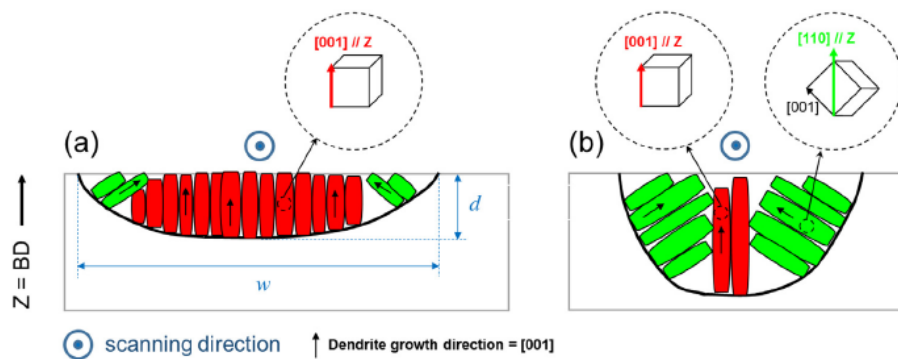 [001] // Z
[001] // Z
[110] // Z
[001]
(a)
(b)
Z = BD
d
w
scanning direction
Dendrite growth direction = [001]